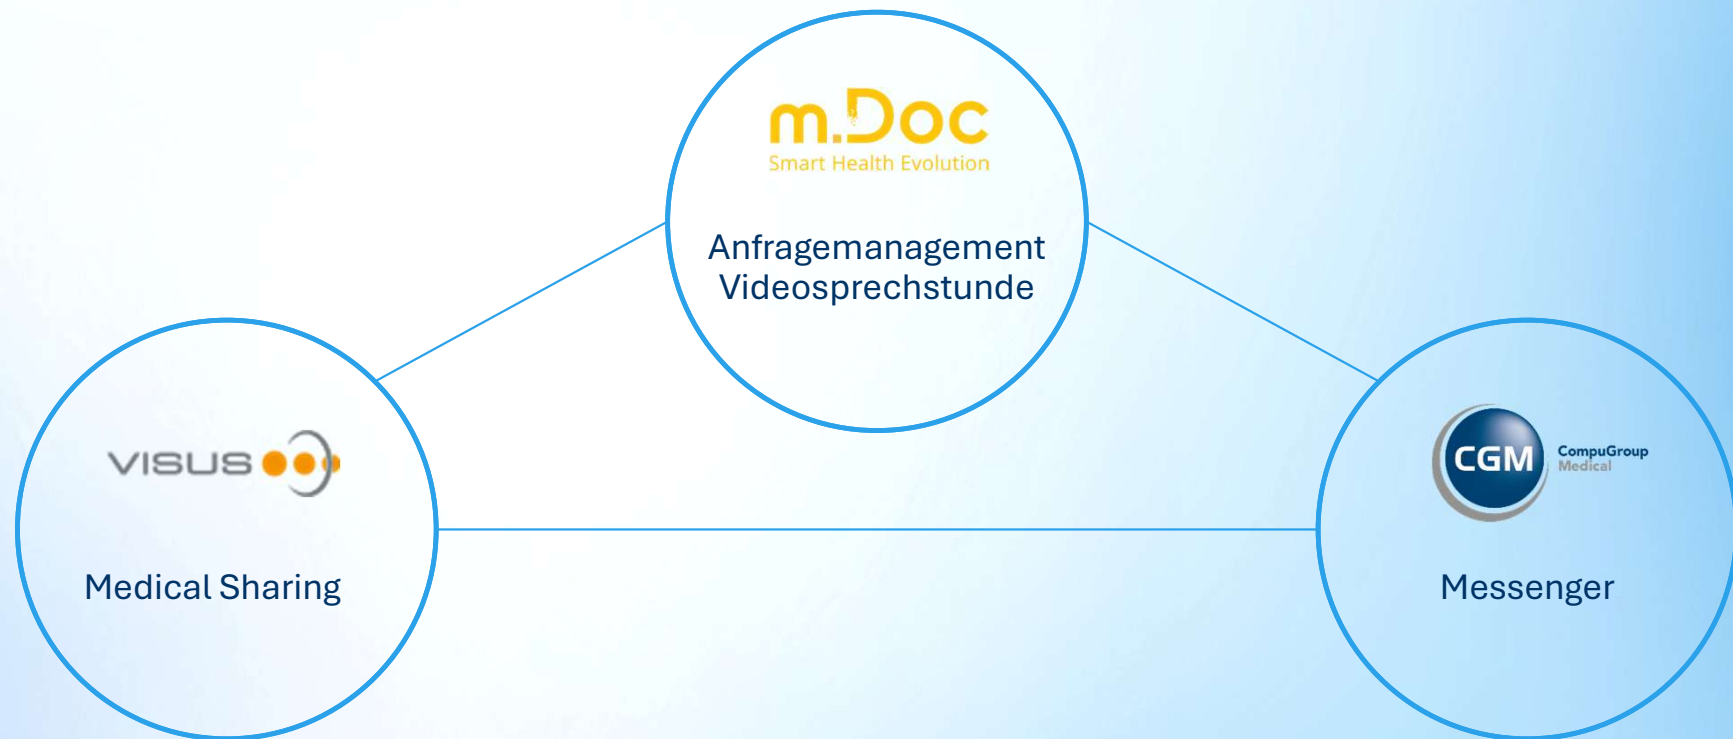 m.Doc
Smart Health Evolution
Anfragemanagement
Videosprechstunde
VISUS
Medical Sharing
CGM
CompuGroup
Medical
Messenger